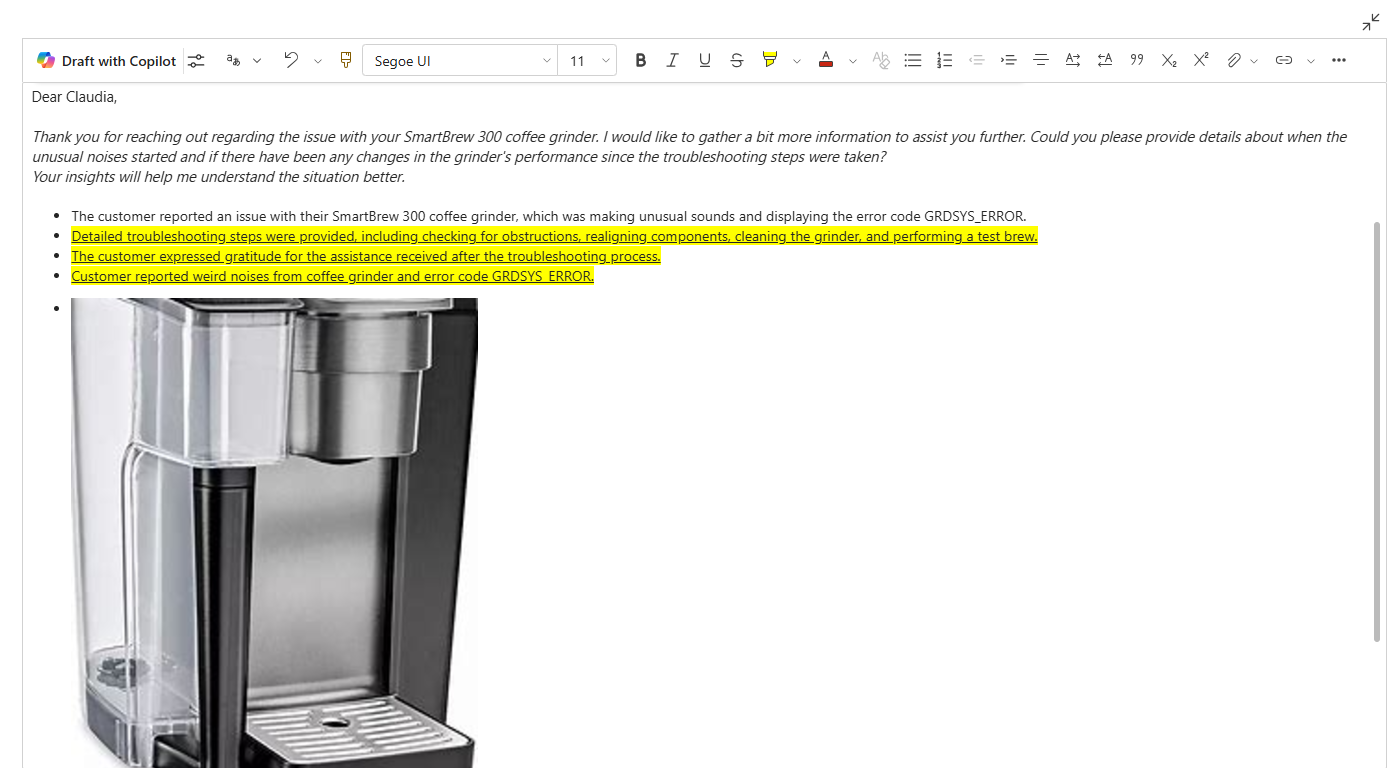 Draft with Copilot
Segoe UI
11
Dear Claudia,
Thank you for reaching out regarding the issue with your SmartBrew 300 coffee grinder. I would like to gather a bit more information to assist you further. Could you please provide details about when the
unusual noises started and if there have been any changes in the grinder's performance since the troubleshooting steps were taken?
Your insights will help me understand the situation better.
• The customer reported an issue with their SmartBrew 300 coffee grinder, which was making unusual sounds and displaying the error code GRDSYS_ERROR.
• Detailed troubleshooting steps were provided, including checking for obstructions, realigning components, cleaning the grinder, and performing a test brew.
• The customer expressed gratitude for the assistance received after the troubleshooting process.
• Customer reported weird noises from coffee grinder and error code GRDSYS_ERROR.